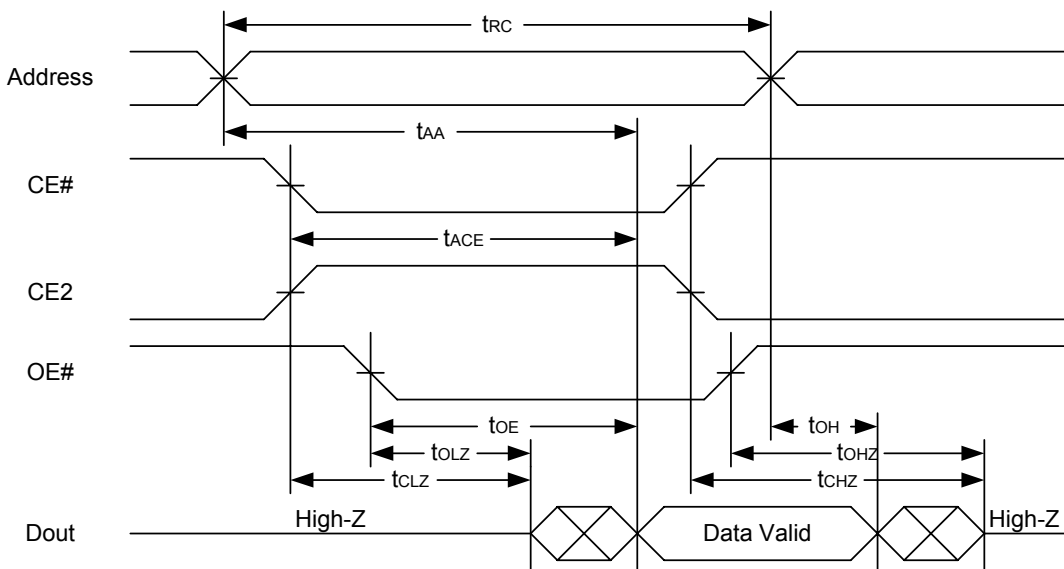 tRC
Address
tAA
CE#
tACE
CE2
OE#
tOE
tOH
tOLZ
tOHZ
tCLZ
tCHZ
High-Z
Data Valid
High-Z
Dout